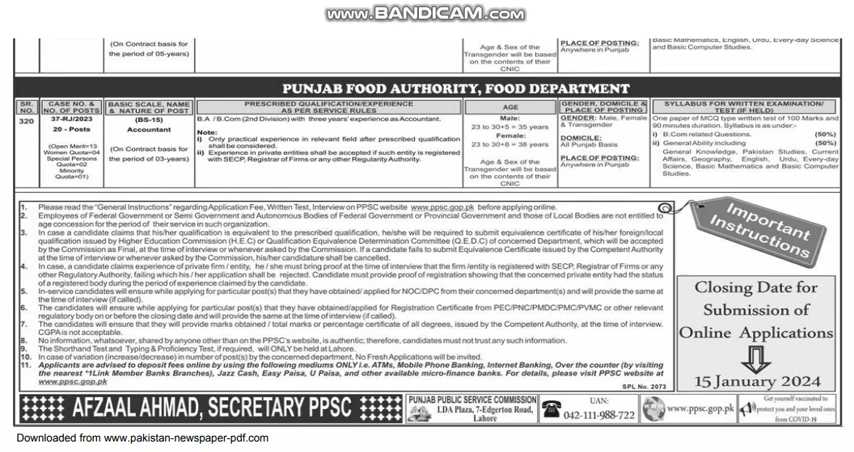 www.BANDICAM.com
(On Contract basis for
the period of 05-years)
Age & Sex of the
Transgender will be based
on the contents of their
CNIC
PLACE OF POSTING:
Anywhere in Punjab
Basic Mathematics, English, Urdu, Every-day Science
and Basic Computer Studies.
PUNJAB FOOD AUTHORITY, FOOD DEPARTMENT
SR.
NO.
CASE NO. &
NO. OF POSTS
BASIC SCALE, NAME
& NATURE OF POST
PRESCRIBED QUALIFICATION/EXPERIENCE
AS PER SERVICE RULES
AGE
GENDER, DOMICILE &
PLACE OF POSTING
SYLLABUS FOR WRITTEN EXAMINATION/
TEST (IF HELD)
320
37-RJ/2023
20 - Posts
(Open Merit=13
Women Quota=04
Special Persons
Quota=02
Minority
Quota=01)
(BS-15)
Accountant
(On Contract basis for
the period of 03-years)
B.A / B.Com (2nd Division) with three years' experience as Accountant.
Note:
i) Only practical experience in relevant field after prescribed qualification
shall be considered.
ii) Experience in private entities shall be accepted if such entity is registered
with SECP, Registrar of Firms or any other Regularity Authority.
Male:
23 to 30+5 = 35 years
Female:
23 to 30+8 = 38 years
Age & Sex of the
Transgender will be based
on the contents of their
CNIC
GENDER: Male, Female
& Transgender
DOMICILE:
All Punjab Basis
PLACE OF POSTING:
Anywhere in Punjab
One paper of MCQ type written test of 100 Marks and
90 minutes duration. Syllabus is as under:-
i) B.Com related Questions. (50%)
ii) General Ability including (50%)
General Knowledge, Pakistan Studies, Current
Affairs, Geography, English, Urdu, Every-day
Science, Basic Mathematics and Basic Computer
Studies.
1. Please read the "General Instructions" regarding Application Fee, Written Test, Interview on PPSC website www.ppsc.gop.pk before applying online.
2. Employees of Federal Government or Semi Government and Autonomous Bodies of Federal Government or Provincial Government and those of Local Bodies are not entitled to
age concession for the period of their service in such organization.
3. In case a candidate claims that his/her qualification is equivalent to the prescribed qualification, he/she will be required to submit equivalence certificate of his/her foreign/local
qualification issued by Higher Education Commission (H.E.C) or Qualification Equivalence Determination Committee (Q.E.D.C) of concerned Department, which will be accepted
by the Commission as Final, at the time of interview or whenever asked by the Commission. If a candidate fails to submit Equivalence Certificate issued by the Competent Authority
at the time of interview or whenever asked by the Commission, his/her candidature shall be cancelled.
4. In case, a candidate claims experience of private firm / entity, he / she must bring proof at the time of interview that the firm /entity is registered with SECP, Registrar of Firms or any
other Regulatory Authority, failing which his / her application shall be rejected. Candidate must provide proof of registration showing that the concerned private entity had the status
of a registered body during the period of experience claimed by the candidate.
5. In-service candidates will ensure while applying for particular post(s) that they have obtained/ applied for NOC/DPC from their concerned department(s) and will provide the same at
the time of interview (if called).
6. The candidates will ensure while applying for particular post(s) that they have obtained/applied for Registration Certificate from PEC/PNC/PMDC/PMC/PVMC or other relevant
regulatory body on or before the closing date and will provide the same at the time of interview (if called).
7. The candidates will ensure that they will provide marks obtained / total marks or percentage certificate of all degrees, issued by the Competent Authority, at the time of interview.
CGPA is not acceptable.
8. No information, whatsoever, shared by anyone other than on the PPSC's website, is authentic; therefore, candidates must not trust any such information.
9. The Shorthand Test and Typing & Proficiency Test, if required, will ONLY be held at Lahore.
10. In case of variation (increase/decrease) in number of post(s) by the concerned department, No Fresh Applications will be invited.
11. Applicants are advised to deposit fees online by using the following mediums ONLY i.e. ATMs, Mobile Phone Banking, Internet Banking, Over the counter (by visiting
the nearest *1Link Member Banks Branches), Jazz Cash, Easy Paisa, U Paisa, and other available micro-finance banks. For details, please visit PPSC website at
www.ppsc.gop.pk
SPL No. 2073
Important
Instructions
Closing Date for
Submission of
Online Applications
15 January 2024
AFZAAL AHMAD, SECRETARY PPSC
PUNJAB PUBLIC SERVICE COMMISSION
LDA Plaza, 7-Edgerton Road,
Lahore
UAN:
042-111-988-722
www.ppsc.gop.pk
Get yourself vaccinated to
protect you and your loved ones
from COVID-19
Downloaded from www.pakistan-newspaper-pdf.com